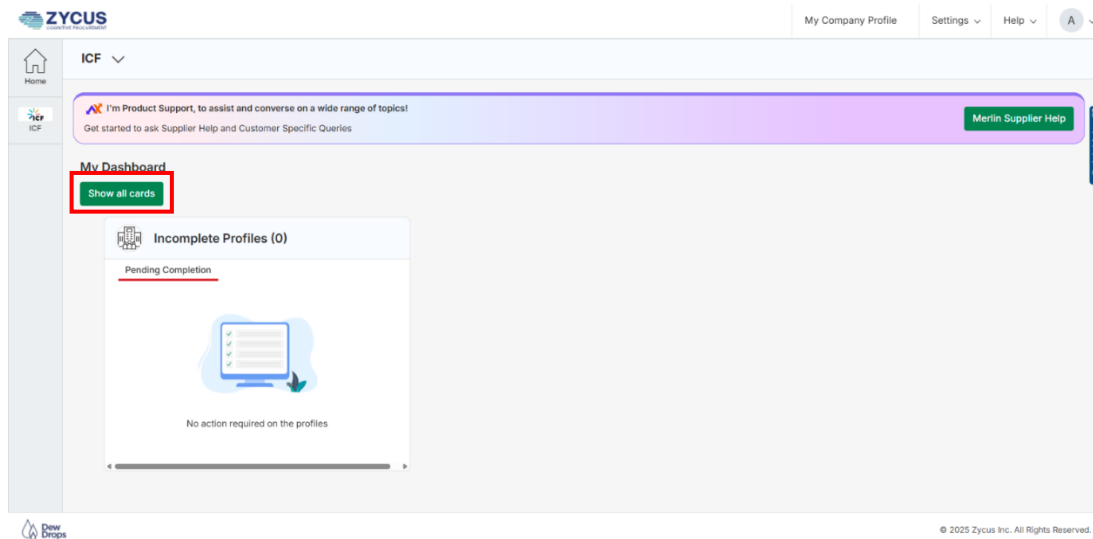 ZYCUS
COGNITIVE PROCUREMENT
My Company Profile
Settings
Help
A
Home
ICF
ICF
ICF
I'm Product Support, to assist and converse on a wide range of topics!
Get started to ask Supplier Help and Customer Specific Queries
Merlin Supplier Help
My Dashboard
Show all cards
Incomplete Profiles (0)
Pending Completion
No action required on the profiles
Dew
Drops
© 2025 Zycus Inc. All Rights Reserved.